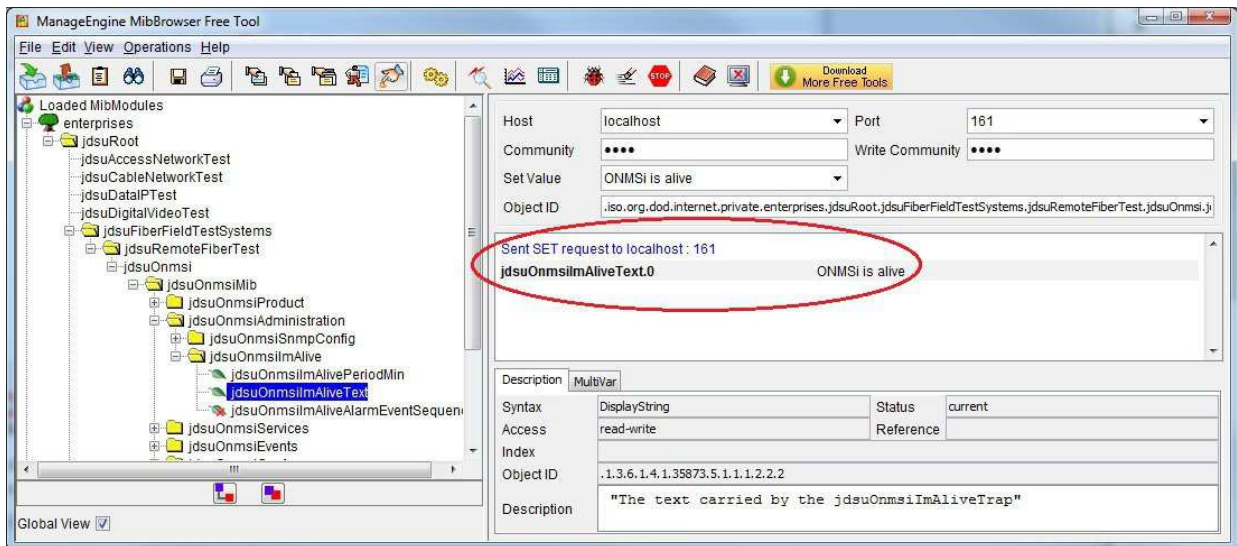 ManageEngine MibBrowser Free Tool
File Edit View Operations Help
STOP
Download
More Free Tools
Loaded MibModules
enterprises
jdsuRoot
jdsuAccessNetworkTest
jdsuCableNetworkTest
jdsuDataIPTest
jdsuDigitalVideoTest
jdsuFiberFieldTestSystems
jdsuRemoteFiberTest
jdsuOnmsi
jdsuOnmsiMib
jdsuOnmsiProduct
jdsuOnmsiAdministration
jdsuOnmsiSnmpConfig
jdsuOnmsiImAlive
jdsuOnmsiImAlivePeriodMin
jdsuOnmsiImAliveText
jdsuOnmsiImAliveAlarmEventSequen
jdsuOnmsiServices
jdsuOnmsiEvents
Global View
Host localhost Port 161
Community •••• Write Community ••••
Set Value ONMSi is alive
Object ID .iso.org.dod.internet.private.enterprises.jdsuRoot.jdsuFiberFieldTestSystems.jdsuRemoteFiberTest.jdsuOnmsi.j
Sent SET request to localhost : 161
jdsuOnmsiImAliveText.0 ONMSi is alive
Description MultiVar
Syntax DisplayString Status current
Access read-write Reference
Index
Object ID .1.3.6.1.4.1.35873.5.1.1.1.2.2.2
Description "The text carried by the jdsuOnmsiImAliveTrap"